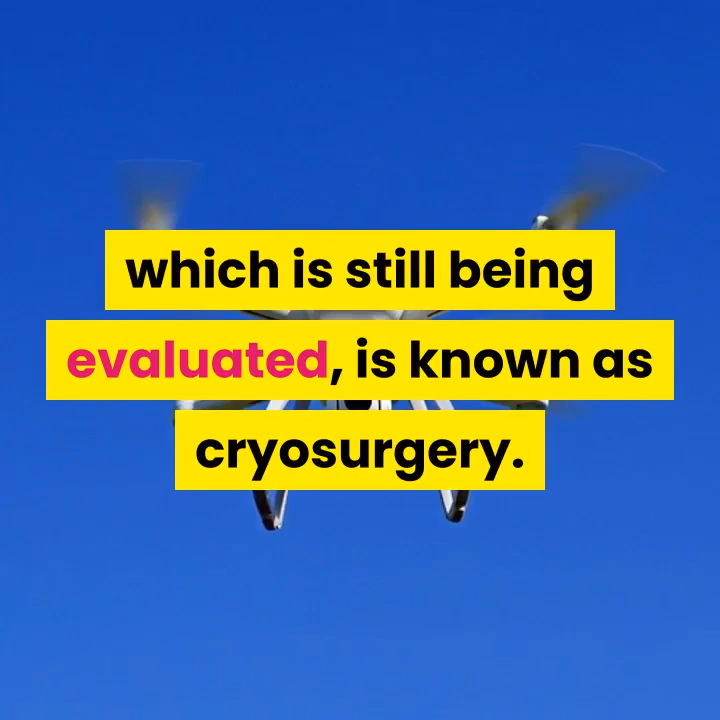 which is still being
evaluated, is known as
cryosurgery.